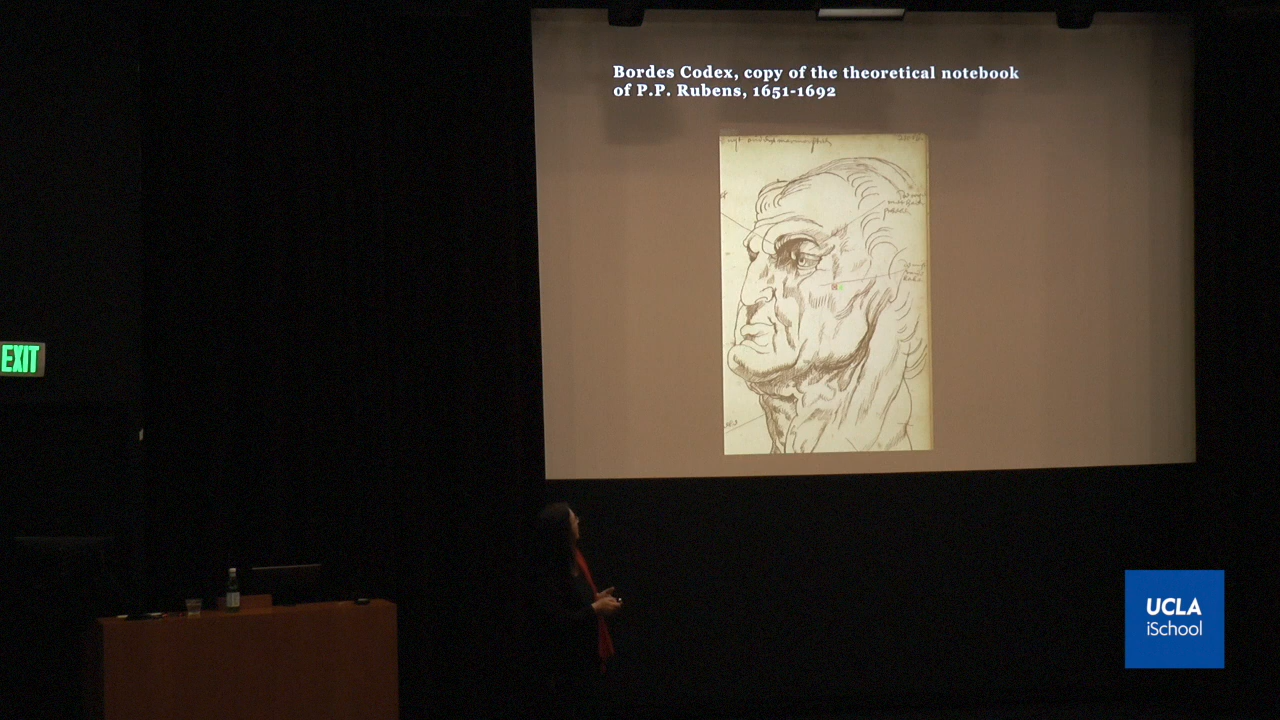 Bordes Codex, copy of the theoretical notebook
of P.P. Rubens, 1651-1692
EXIT
UCLA
iSchool